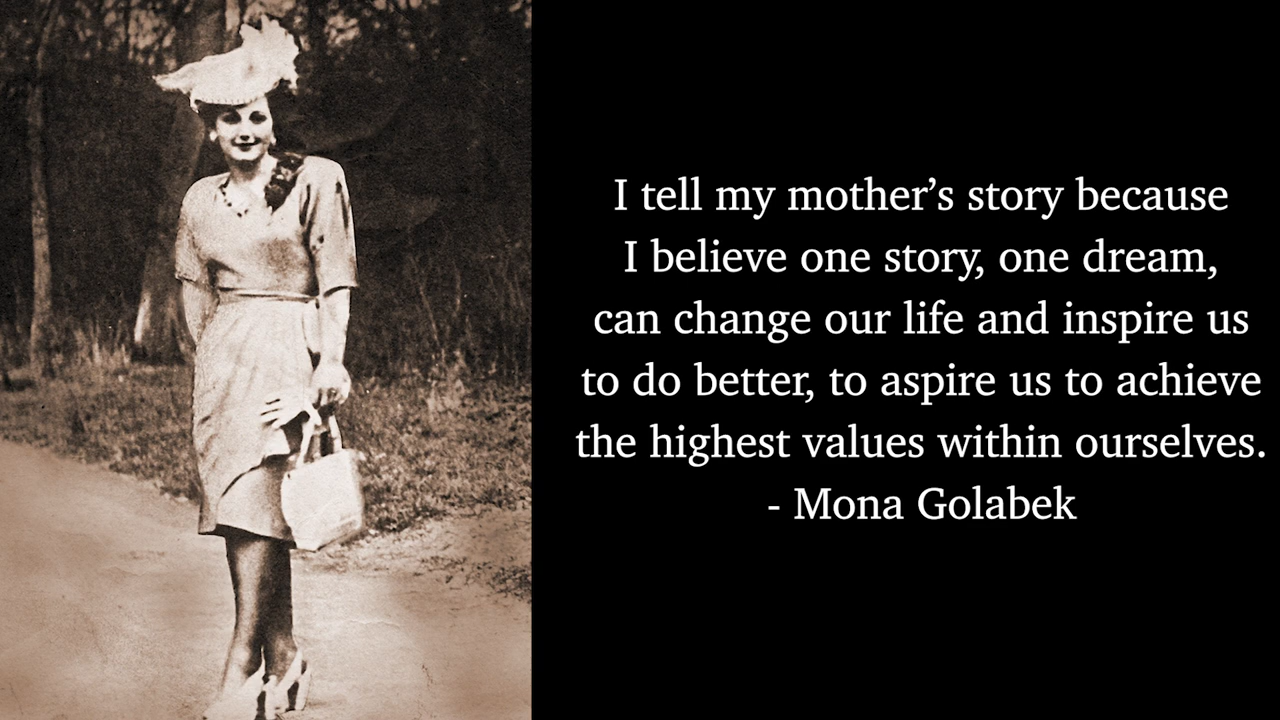 I tell my mother’s story because
I believe one story, one dream,
can change our life and inspire us
to do better, to aspire us to achieve
the highest values within ourselves.
- Mona Golabek